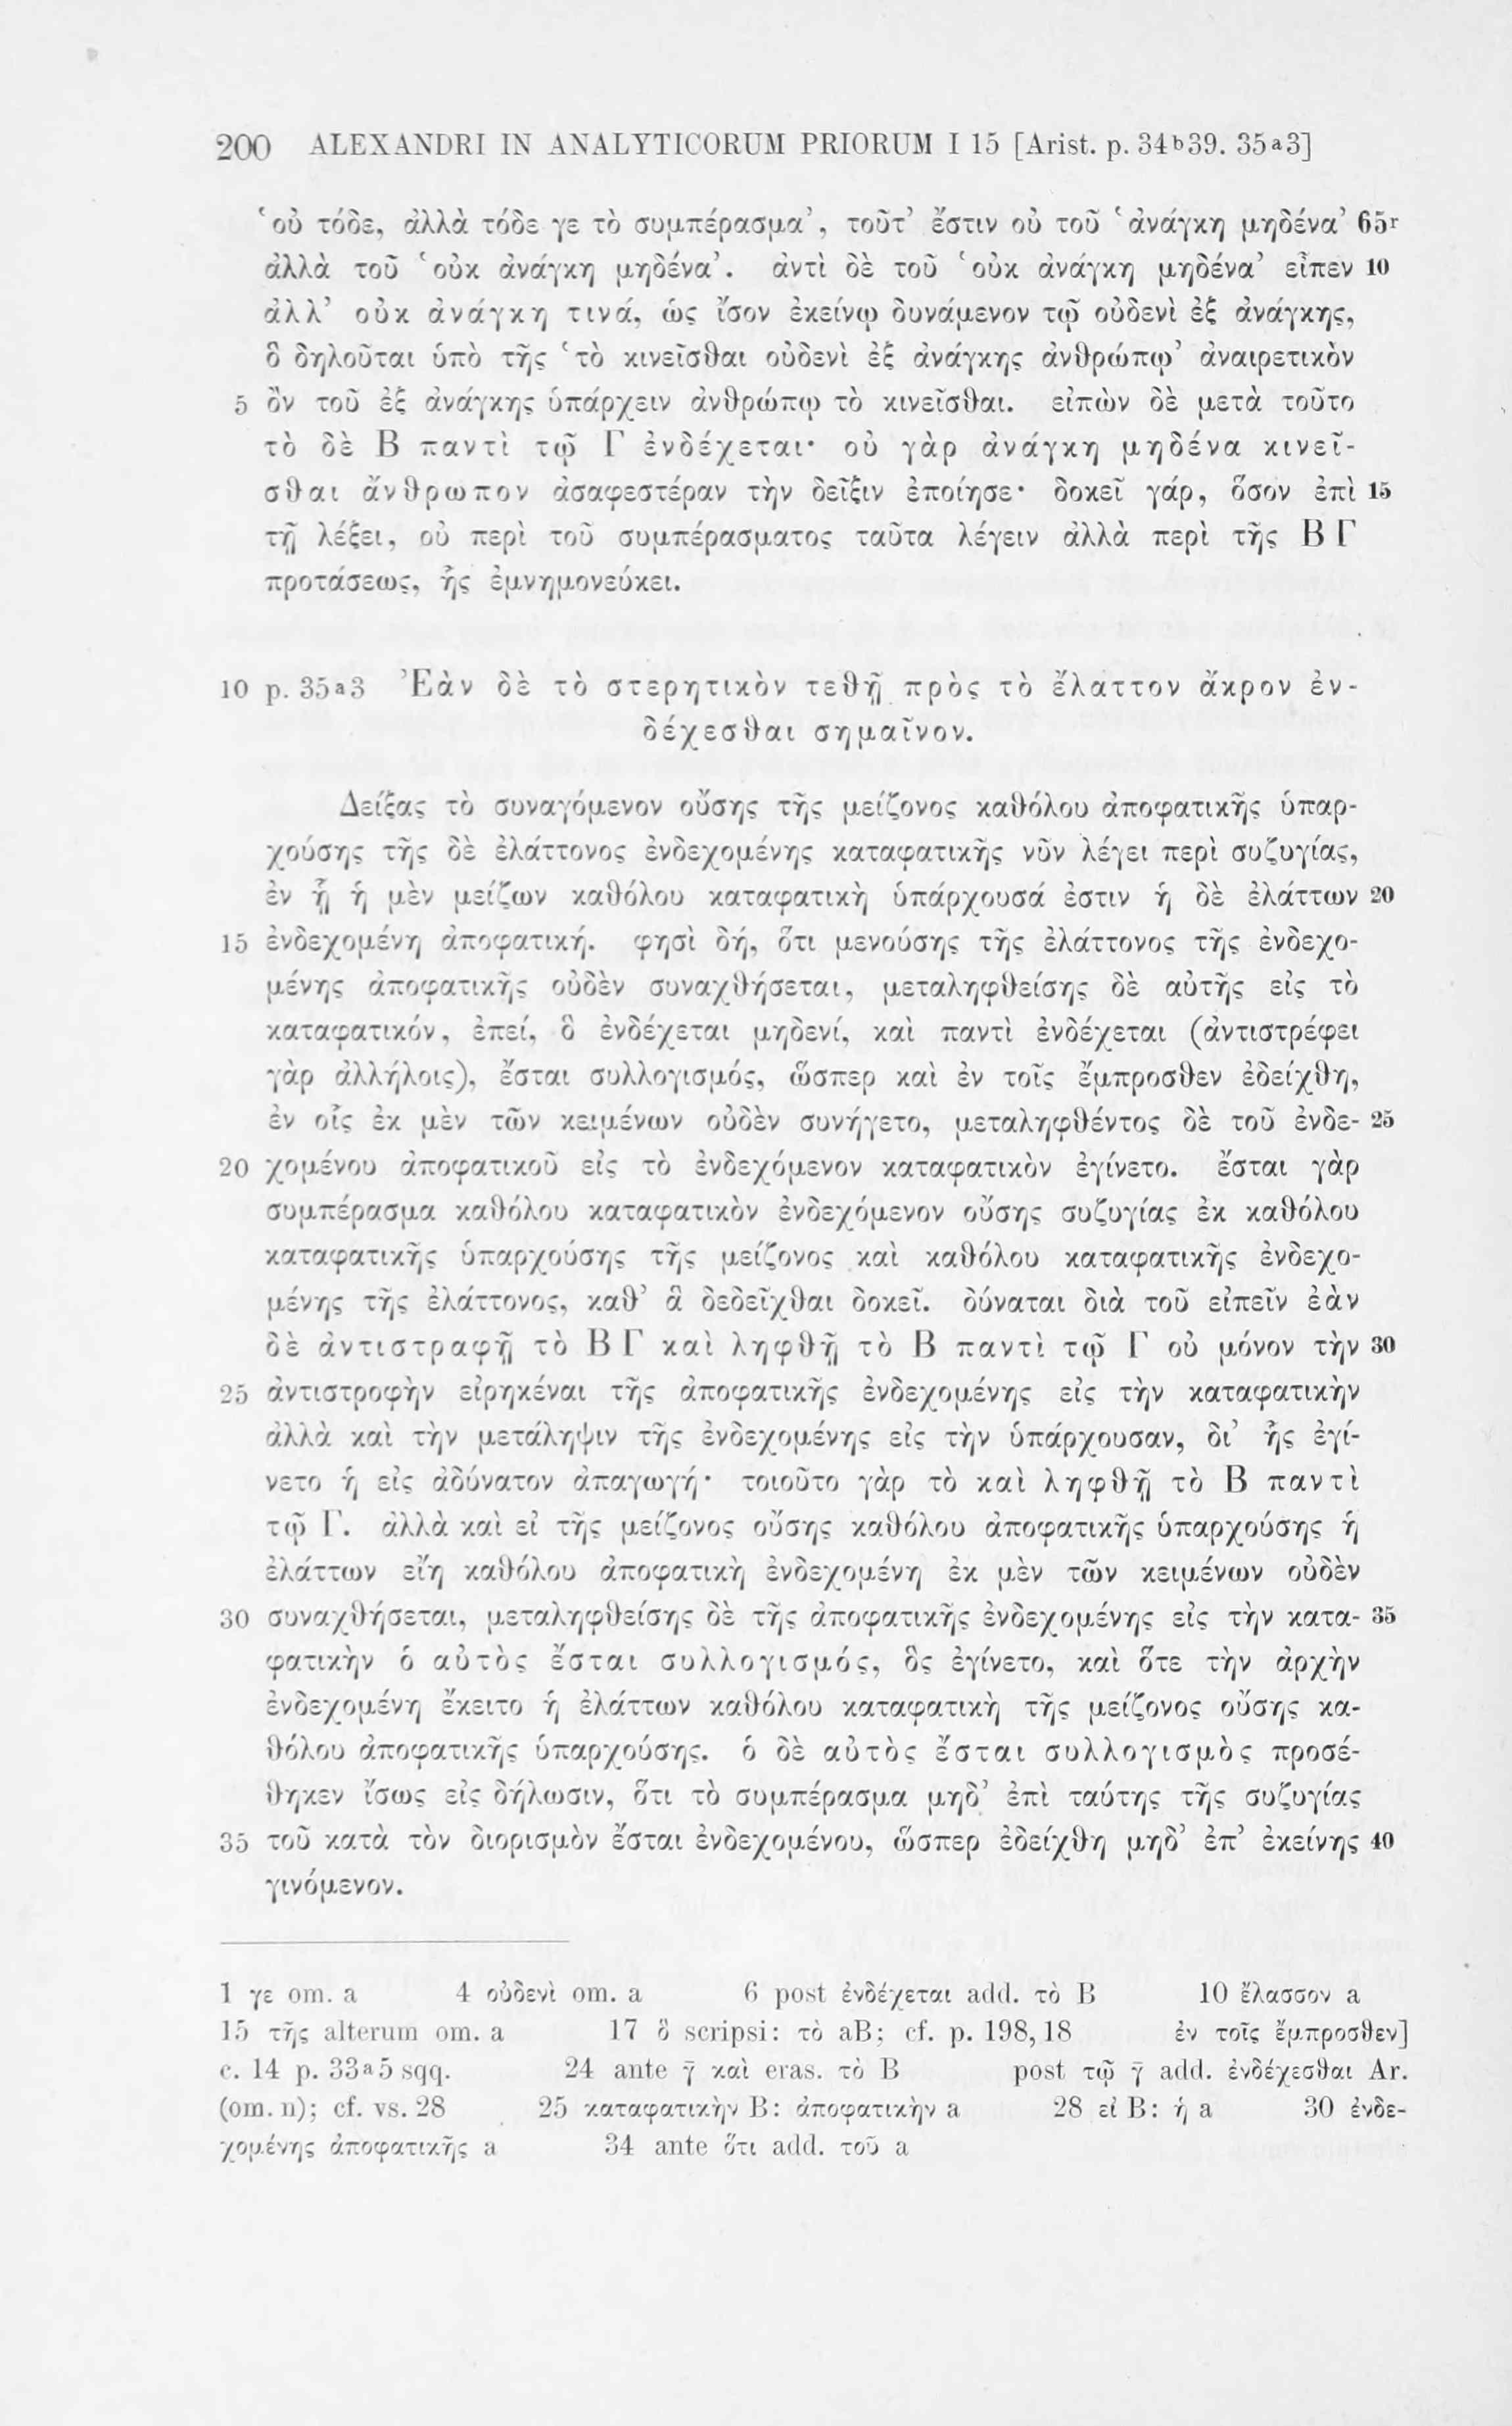 200 ALEXANDRI IN ANALYTICORUM PRIORUM I 15 [Arist. p. 34b39. 35a3]
‘οὐ τόδε, ἀλλὰ τόδε γε τὸ συμπέρασμα’, τοῦτ’ ἔστιν οὐ τοῦ ‘ἀνάγκη μηδένα’ 65r
ἀλλὰ τοῦ ‘οὐκ ἀνάγκη μηδένα’. ἀντὶ δὲ τοῦ ‘οὐκ ἀνάγκη μηδένα’ εἶπεν 10
ἀλλ’ οὐκ ἀνάγκη τινά, ὡς ἴσον ἐκείνῳ δυνάμενον τῷ οὐδενὶ ἐξ ἀνάγκης,
ὃ δηλοῦται ὑπὸ τῆς ‘τὸ κινεῖσθαι οὐδενὶ ἐξ ἀνάγκης ἀνθρώπῳ’ ἀναιρετικὸν
5 ὂν τοῦ ἐξ ἀνάγκης ὑπάρχειν ἀνθρώπῳ τὸ κινεῖσθαι. εἰπὼν δὲ μετὰ τοῦτο
τὸ δὲ Β παντὶ τῷ Γ ἐνδέχεται· οὐ γὰρ ἀνάγκη μηδένα κινεῖ-
σθαι ἄνθρωπον ἀσαφεστέραν τὴν δεῖξιν ἐποίησε· δοκεῖ γάρ, ὅσον ἐπὶ 15
τῇ λέξει, οὐ περὶ τοῦ συμπέρασματος ταῦτα λέγειν ἀλλὰ περὶ τῆς Β Γ
προτάσεως, ἧς ἐμνημονεύκει.
10 p. 35a3 Ἐὰν δὲ τὸ στερητικὸν τεθῇ πρὸς τὸ ἔλαττον ἄκρον ἐν-
δέχεσθαι σημαῖνον.
Δείξας τὸ συναγόμενον οὔσης τῆς μείζονος καθόλου ἀποφατικῆς ὑπαρ-
χούσης τῆς δὲ ἐλάττονος ἐνδεχομένης καταφατικῆς νῦν λέγει περὶ συζυγίας,
ἐν ᾗ ἡ μὲν μείζων καθόλου καταφατικὴ ὑπάρχουσά ἐστιν ἡ δὲ ἐλάττων 20
15 ἐνδεχομένη ἀποφατική. φησὶ δή, ὅτι μενούσης τῆς ἐλάττονος τῆς ἐνδεχο-
μένης ἀποφατικῆς οὐδὲν συναχθήσεται, μεταληφθείσης δὲ αὐτῆς εἰς τὸ
καταφατικόν, ἐπεί, ὃ ἐνδέχεται μηδενί, καὶ παντὶ ἐνδέχεται (ἀντιστρέφει
γὰρ ἀλλήλοις), ἔσται συλλογισμός, ὥσπερ καὶ ἐν τοῖς ἔμπροσθεν ἐδείχθη,
ἐν οἷς ἐκ μὲν τῶν κειμένων οὐδὲν συνήγετο, μεταληφθέντος δὲ τοῦ ἐνδε- 25
20 χομένου ἀποφατικοῦ εἰς τὸ ἐνδεχόμενον καταφατικὸν ἐγίνετο. ἔσται γὰρ
συμπέρασμα καθόλου καταφατικὸν ἐνδεχόμενον οὔσης συζυγίας ἐκ καθόλου
καταφατικῆς ὑπαρχούσης τῆς μείζονος καὶ καθόλου καταφατικῆς ἐνδεχο-
μένης τῆς ἐλάττονος, καθ’ ἃ δεδεῖχθαι δοκεῖ. δύναται διὰ τοῦ εἰπεῖν ἐὰν
δὲ ἀντιστραφῇ τὸ Β Γ καὶ ληφθῇ τὸ Β παντὶ τῷ Γ οὐ μόνον τὴν 30
25 ἀντιστροφὴν εἰρηκέναι τῆς ἀποφατικῆς ἐνδεχομένης εἰς τὴν καταφατικὴν
ἀλλὰ καὶ τὴν μετάληψιν τῆς ἐνδεχομένης εἰς τὴν ὑπάρχουσαν, δι’ ἧς ἐγί-
νετο ἡ εἰς ἀδύνατον ἀπαγωγή· τοιοῦτο γὰρ τὸ καὶ ληφθῇ τὸ Β παντὶ
τῷ Γ. ἀλλὰ καὶ εἰ τῆς μείζονος οὔσης καθόλου ἀποφατικῆς ὑπαρχούσης ἡ
ἐλάττων εἴη καθόλου ἀποφατικὴ ἐνδεχομένη ἐκ μὲν τῶν κειμένων οὐδὲν
30 συναχθήσεται, μεταληφθείσης δὲ τῆς ἀποφατικῆς ἐνδεχομένης εἰς τὴν κατα- 35
φατικὴν ὁ αὐτὸς ἔσται συλλογισμός, ὃς ἐγίνετο, καὶ ὅτε τὴν ἀρχὴν
ἐνδεχομένη ἔκειτο ἡ ἐλάττων καθόλου καταφατικὴ τῆς μείζονος οὔσης κα-
θόλου ἀποφατικῆς ὑπαρχούσης. ὁ δὲ αὐτὸς ἔσται συλλογισμὸς προσέ-
θηκεν ἴσως εἰς δήλωσιν, ὅτι τὸ συμπέρασμα μηδ’ ἐπὶ ταύτης τῆς συζυγίας
35 τοῦ κατὰ τὸν διορισμὸν ἔσται ἐνδεχομένου, ὥσπερ ἐδείχθη μηδ’ ἐπ’ ἐκείνης 40
γινόμενον.
1 γε om. a 4 οὐδενὶ om. a 6 post ἐνδέχεται add. τὸ B 10 ἔλασσον a
15 τῆς alterum om. a 17 ὃ scripsi: τὸ aB; cf. p. 198,18 ἐν τοῖς ἔμπροσθεν]
c. 14 p. 33a5 sqq. 24 ante γ̄ καὶ eras. τὸ B post τῷ γ̄ add. ἐνδέχεσθαι Ar.
(om. n); cf. vs. 28 25 καταφατικὴν B: ἀποφατικὴν a 28 εἰ B: ἡ a 30 ἐνδε-
χομένης ἀποφατικῆς a 34 ante ὅτι add. τοῦ a